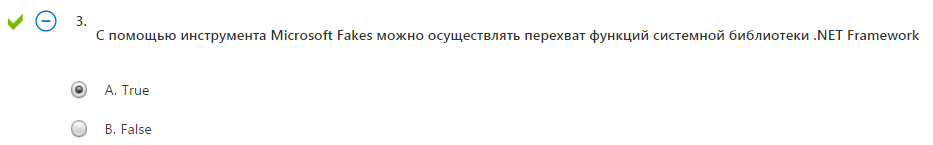 3.
С помощью инструмента Microsoft Fakes можно осуществлять перехват функций системной библиотеки .NET Framework
A. True
B. False